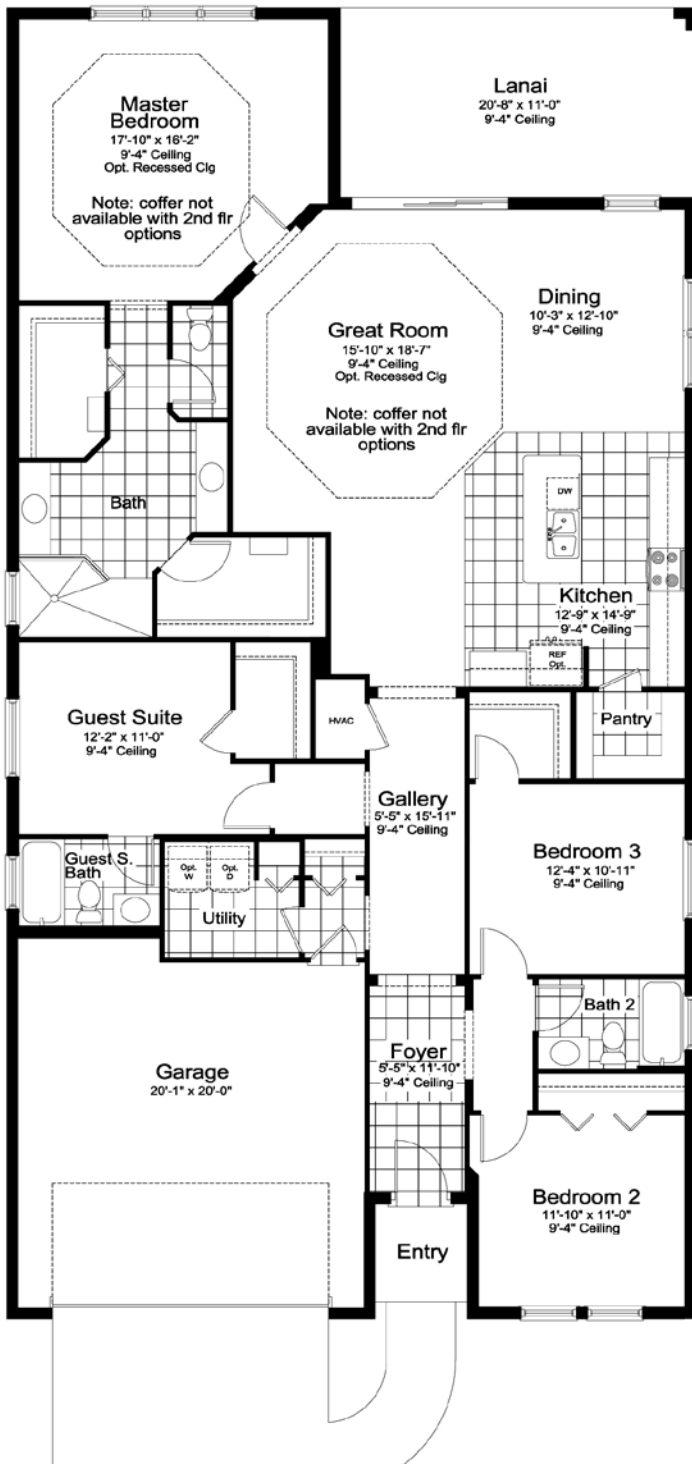 Master
Bedroom
17'-10" x 16'-2"
9'-4" Ceiling
Opt. Recessed Clg
Note: coffer not
available with 2nd flr
options
Lanai
20'-8" x 11'-0"
9'-4" Ceiling
Great Room
15'-10" x 18'-7"
9'-4" Ceiling
Opt. Recessed Clg
Note: coffer not
available with 2nd flr
options
Dining
10'-3" x 12'-10"
9'-4" Ceiling
Bath
DW
Kitchen
12'-9" x 14'-9"
9'-4" Ceiling
REF
Opt.
Pantry
Guest Suite
12'-2" x 11'-0"
9'-4" Ceiling
HVAC
Gallery
5'-5" x 15'-11"
9'-4" Ceiling
Bedroom 3
12'-4" x 10'-11"
9'-4" Ceiling
Guest S.
Bath
Opt.
W
Opt.
D
Utility
Bath 2
Foyer
5'-5" x 11'-10"
9'-4" Ceiling
Garage
20'-1" x 20'-0"
Bedroom 2
11'-10" x 11'-0"
9'-4" Ceiling
Entry